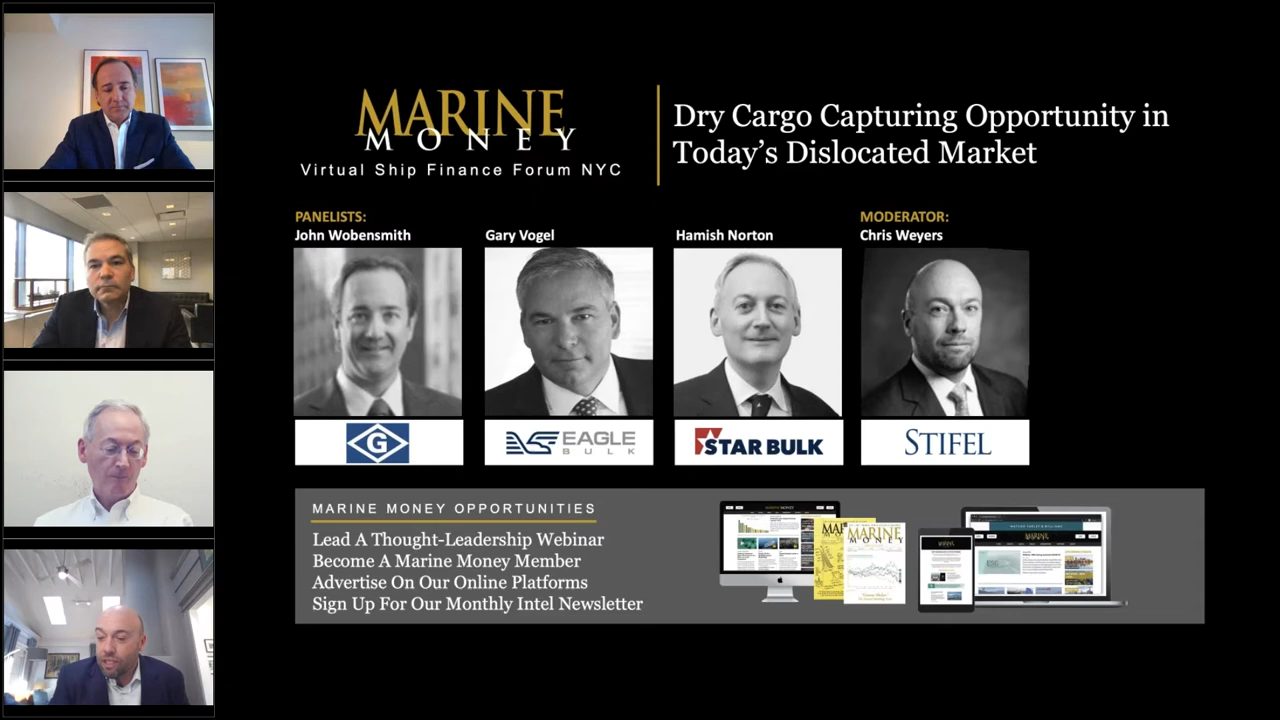 MARINE
MONEY
Virtual Ship Finance Forum NYC
Dry Cargo Capturing Opportunity in
Today's Dislocated Market
PANELISTS:
MODERATOR:
John Wobensmith
Gary Vogel
Hamish Norton
Chris Weyers
G
EAGLE
BULK
STAR BULK
STIFEL
MARINE MONEY OPPORTUNITIES
Lead A Thought-Leadership Webinar
Become A Marine Money Member
Advertise On Our Online Platforms
Sign Up For Our Monthly Intel Newsletter
MARINE
MONEY